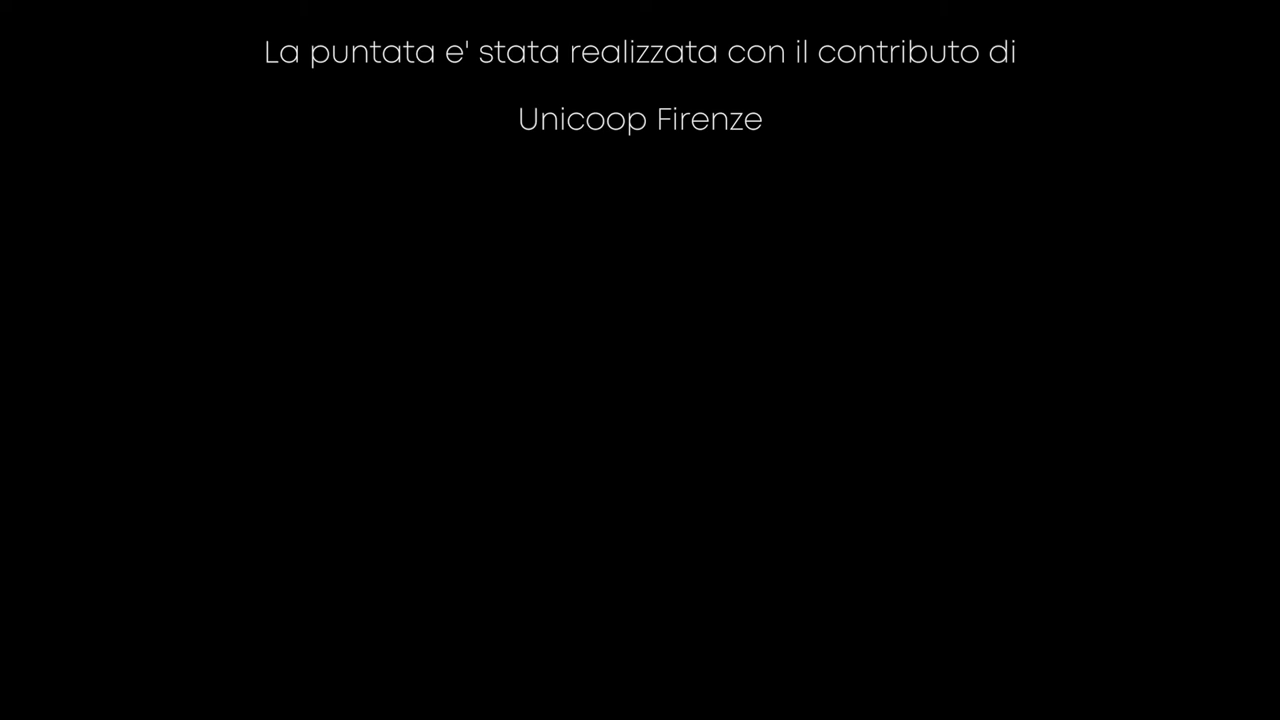 La puntata e' stata realizzata con il contributo di
Unicoop Firenze